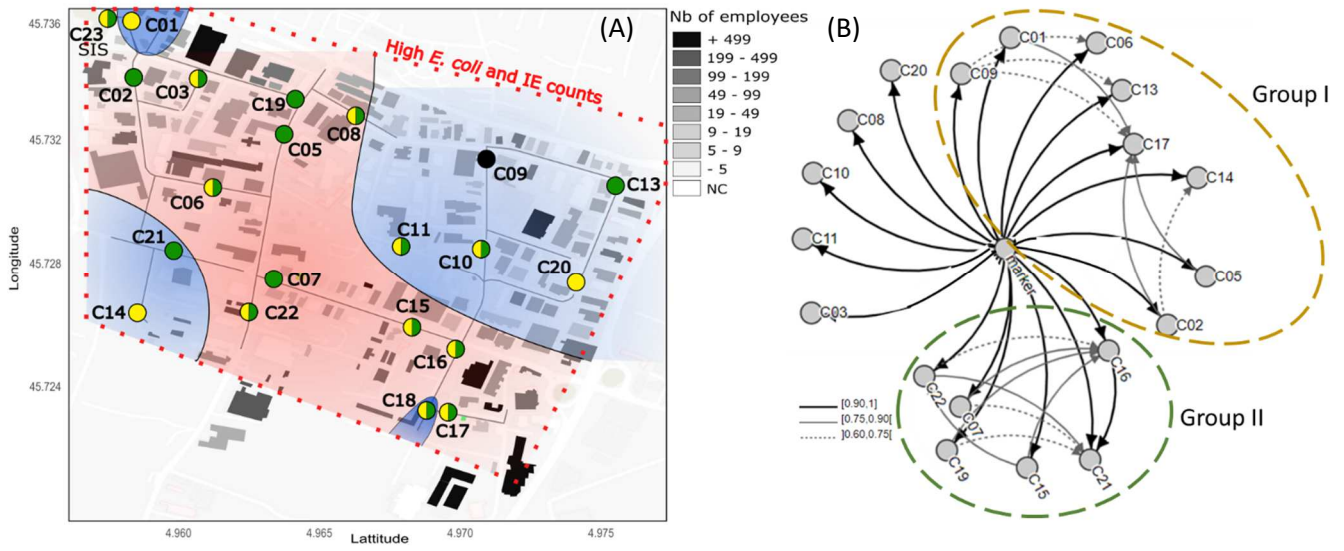 (A)
45.736
45.732
45.728
45.724
Longitude
4.960
4.965
4.970
4.975
Lattitude
High E. coli and IE counts
C23
SIS
C01
C02
C03
C19
C08
C05
C09
C13
C06
C11
C10
C21
C20
C07
C14
C22
C15
C16
C18
C17
Nb of employees
+ 499
199 - 499
99 - 199
49 - 99
19 - 49
9 - 19
5 - 9
- 5
NC
(B)
Group I
C01
C06
C20
C09
C13
C08
C17
C10
C14
C11
marker
C05
C03
C02
C16
C22
C07
Group II
C19
C15
C21
[0.90,1]
[0.75,0.90[
]0.60,0.75[